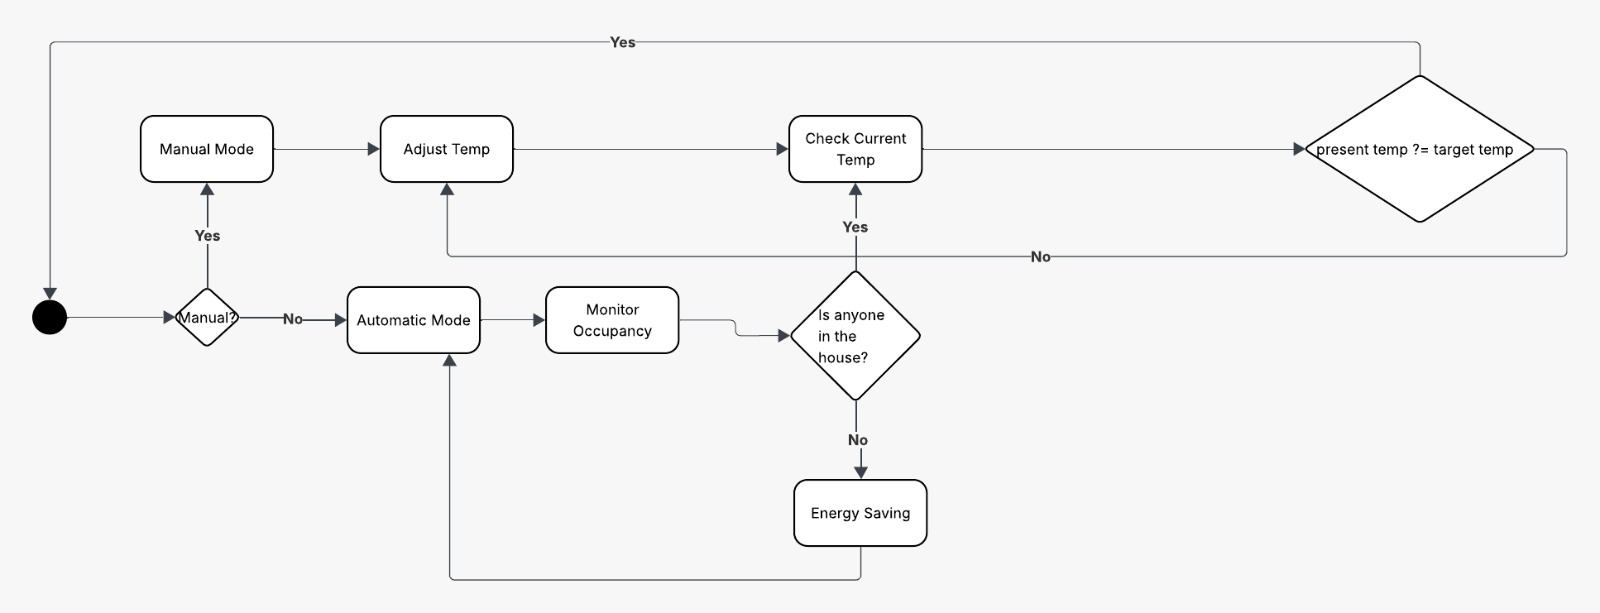 Yes
Manual Mode
Adjust Temp
Check Current
Temp
present temp ?= target temp
Yes
Yes
No
Manual?
No
Automatic Mode
Monitor
Occupancy
Is anyone
in the
house?
No
Energy Saving